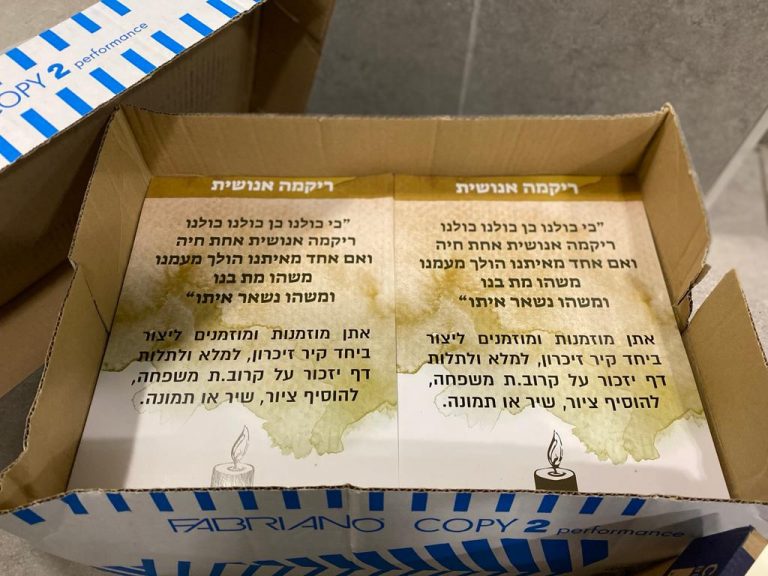 COPY 2 performance
ריקמה אנושית
"כי כולנו כן כולנו כולנו
ריקמה אנושית אחת חיה
ואם אחד מאיתנו הולך מעמנו
משהו מת בנו
ומשהו נשאר איתו"
אתן מוזמנות ומוזמנים ליצור
ביחד קיר זיכרון, למלא ולתלות
דף יזכור על קרוב.ת משפחה,
להוסיף ציור, שיר או תמונה.
ריקמה אנושית
"כי כולנו כן כולנו כולנו
ריקמה אנושית אחת חיה
ואם אחד מאיתנו הולך מעמנו
משהו מת בנו
ומשהו נשאר איתו"
אתן מוזמנות ומוזמנים ליצור
ביחד קיר זיכרון, למלא ולתלות
דף יזכור על קרוב.ת משפחה,
להוסיף ציור, שיר או תמונה.
FABRIANO COPY 2 performance